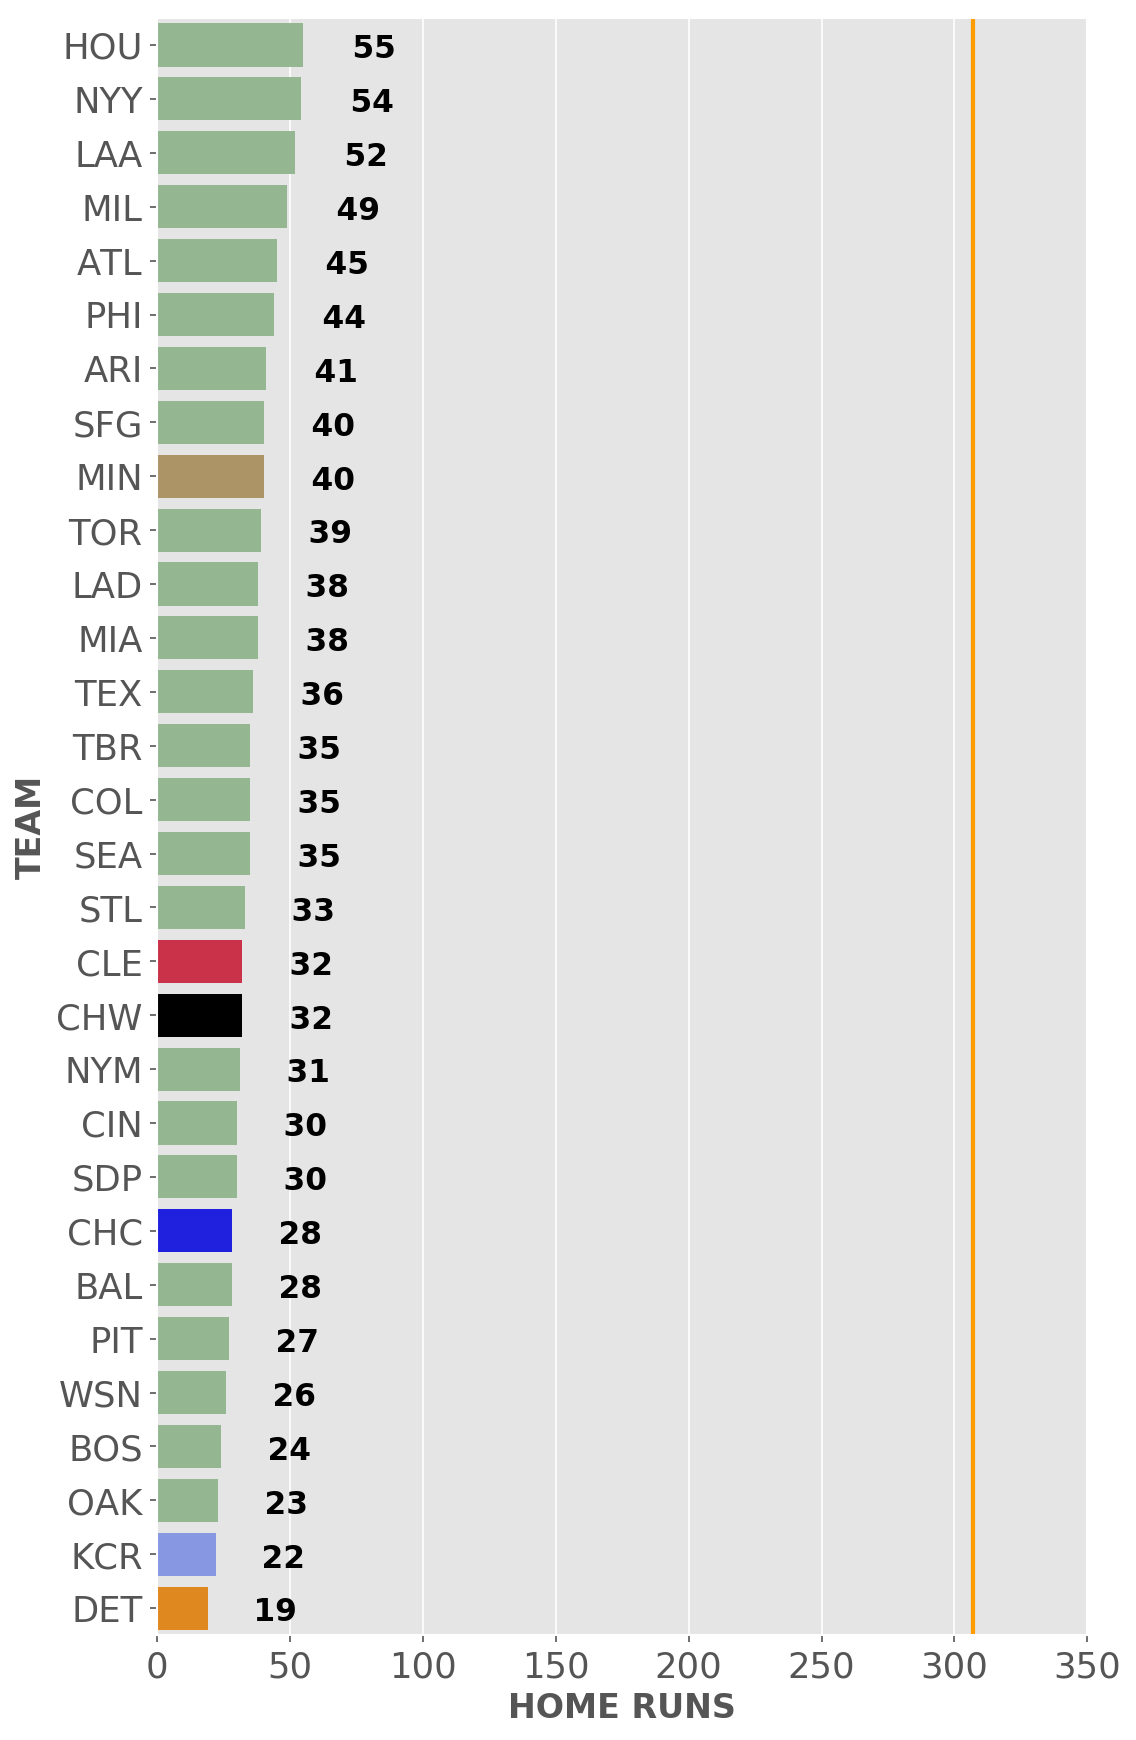 HOU 55
NYY 54
LAA 52
MIL 49
ATL 45
PHI 44
ARI 41
SFG 40
MIN 40
TOR 39
LAD 38
MIA 38
TEX 36
TBR 35
COL 35
SEA 35
STL 33
CLE 32
CHW 32
NYM 31
CIN 30
SDP 30
CHC 28
BAL 28
PIT 27
WSN 26
BOS 24
OAK 23
KCR 22
DET 19
TEAM
0 50 100 150 200 250 300 350
HOME RUNS